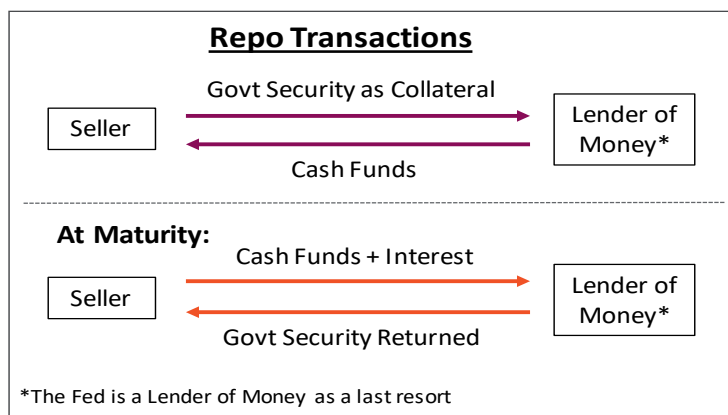 Repo Transactions
Govt Security as Collateral
Seller
Lender of
Money*
Cash Funds
At Maturity:
Cash Funds + Interest
Seller
Lender of
Money*
Govt Security Returned
*The Fed is a Lender of Money as a last resort